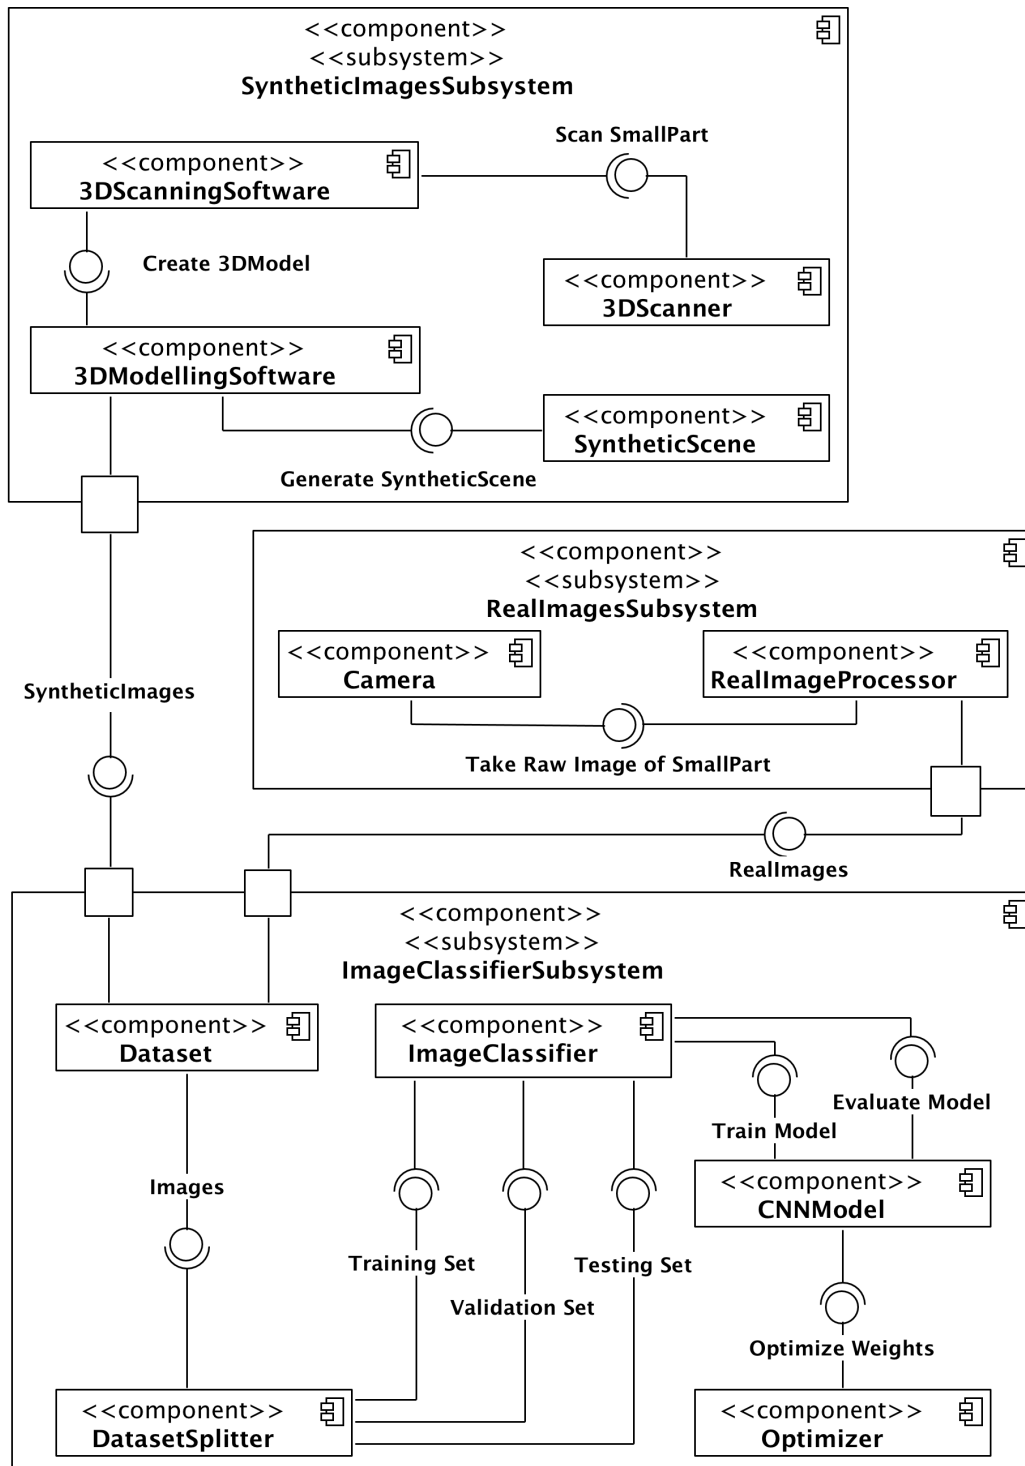 <<component>>
<<subsystem>>
SyntheticImagesSubsystem
Scan SmallPart
<<component>>
3DScanningSoftware
Create 3DModel
<<component>>
3DScanner
<<component>>
3DModellingSoftware
<<component>>
SyntheticScene
Generate SyntheticScene
<<component>>
<<subsystem>>
RealImagesSubsystem
<<component>>
Camera
<<component>>
RealImageProcessor
SyntheticImages
Take Raw Image of SmallPart
RealImages
<<component>>
<<subsystem>>
ImageClassifierSubsystem
<<component>>
Dataset
<<component>>
ImageClassifier
Evaluate Model
Train Model
<<component>>
CNNModel
Images
Training Set
Testing Set
Validation Set
Optimize Weights
<<component>>
DatasetSplitter
<<component>>
Optimizer